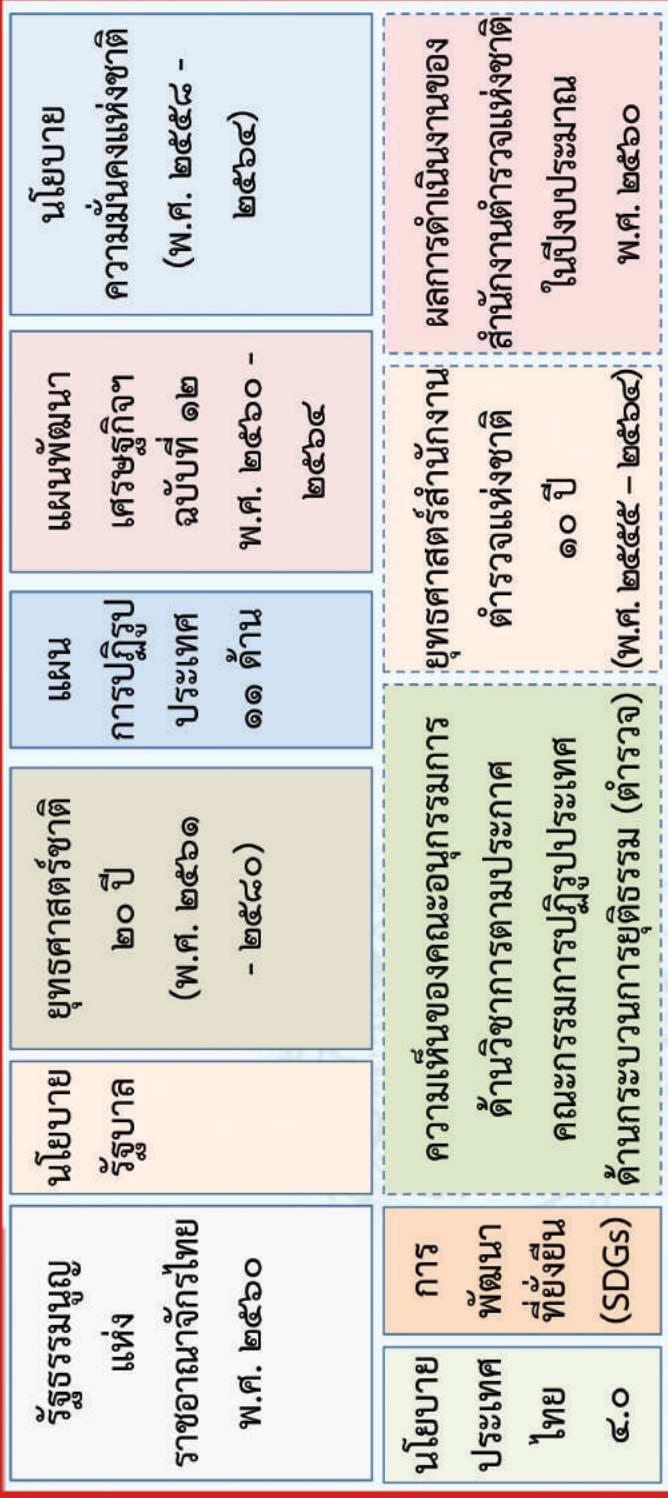 รัฐธรรมนูญ
แห่ง
ราชอาณาจักรไทย
พ.ศ. ๒๕๖๐
นโยบาย
รัฐบาล
ยุทธศาสตร์ชาติ
๒๐ ปี
(พ.ศ. ๒๕๖๑
- ๒๕๘๐)
แผน
การปฏิรูป
ประเทศ
๑๑ ด้าน
แผนพัฒนา
เศรษฐกิจฯ
ฉบับที่ ๑๒
พ.ศ. ๒๕๖๐ -
๒๕๖๔
นโยบาย
ความมั่นคงแห่งชาติ
(พ.ศ. ๒๕๕๘ -
๒๕๖๔)
นโยบาย
ประเทศ
ไทย
๔.๐
การ
พัฒนา
ที่ยั่งยืน
(SDGs)
ความเห็นของคณะอนุกรรมการ
ด้านวิชาการตามประกาศ
คณะกรรมการปฏิรูปประเทศ
ด้านกระบวนการยุติธรรม (ตำรวจ)
ยุทธศาสตร์สำนักงาน
ตำรวจแห่งชาติ
๑๐ ปี
(พ.ศ. ๒๕๕๕ – ๒๕๖๔)
ผลการดำเนินงานของ
สำนักงานตำรวจแห่งชาติ
ในปีงบประมาณ
พ.ศ. ๒๕๖๐